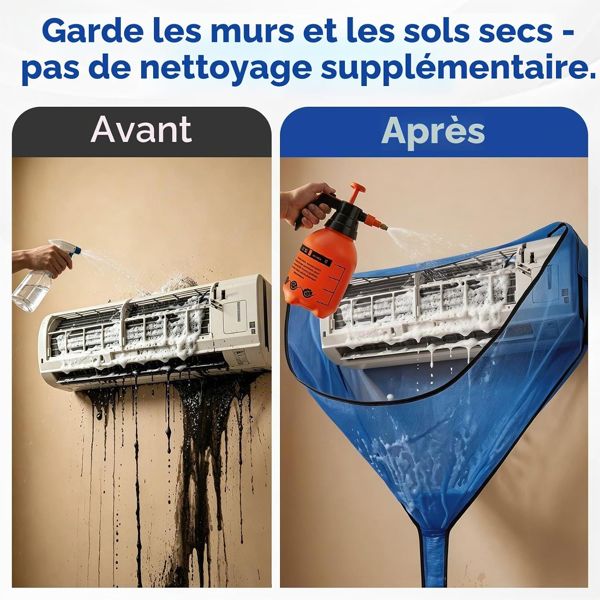 Garde les murs et les sols secs -
pas de nettoyage supplémentaire.
Avant
Après